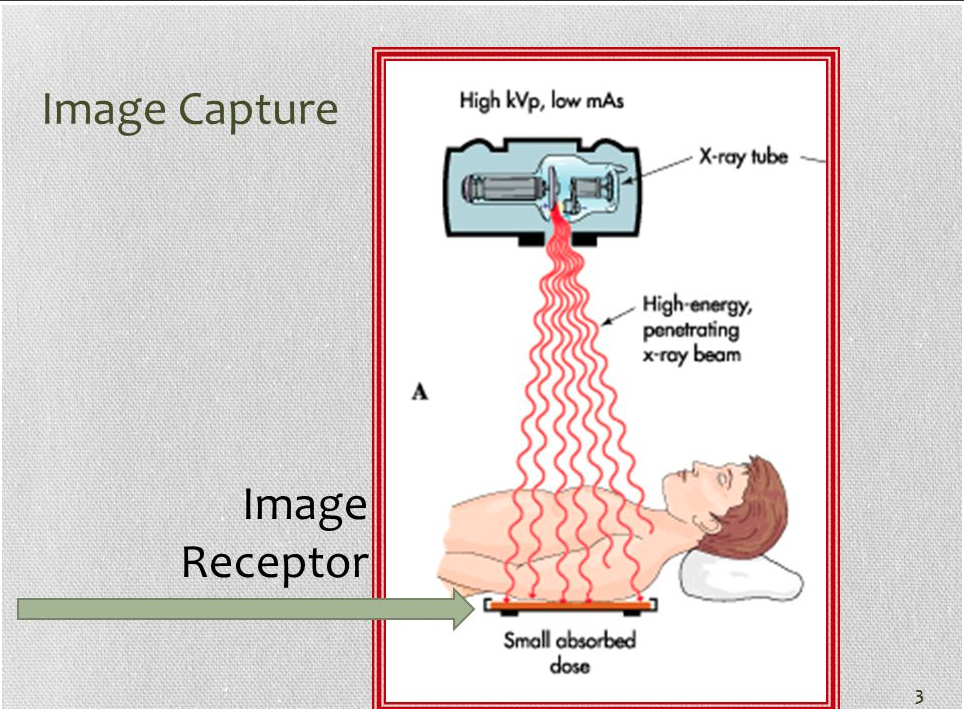 Image Capture
High kVp, low mAs
X-ray tube
High-energy,
penetrating
x-ray beam
A
Image
Receptor
Small absorbed
dose
3